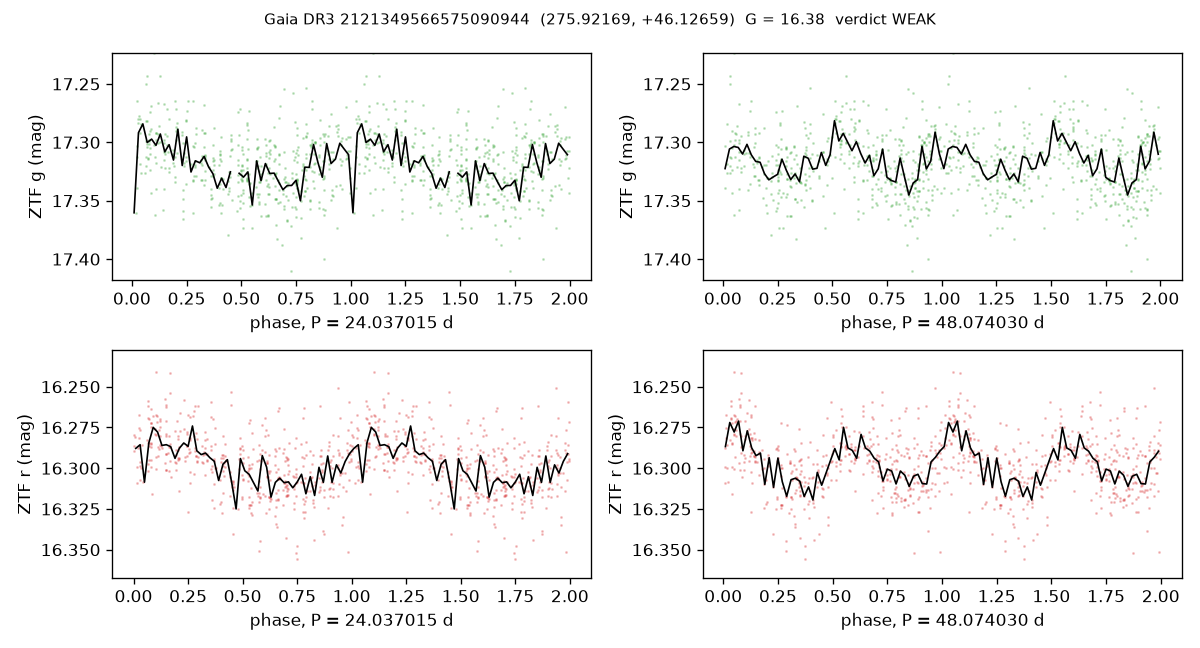 Gaia DR3 2121349566575090944 (275.92169, +46.12659) G = 16.38 verdict WEAK
ZTF g (mag)
17.25
17.30
17.35
17.40
0.00 0.25 0.50 0.75 1.00 1.25 1.50 1.75 2.00
phase, P = 24.037015 d
ZTF g (mag)
17.25
17.30
17.35
17.40
0.00 0.25 0.50 0.75 1.00 1.25 1.50 1.75 2.00
phase, P = 48.074030 d
ZTF r (mag)
16.250
16.275
16.300
16.325
16.350
0.00 0.25 0.50 0.75 1.00 1.25 1.50 1.75 2.00
phase, P = 24.037015 d
ZTF r (mag)
16.250
16.275
16.300
16.325
16.350
0.00 0.25 0.50 0.75 1.00 1.25 1.50 1.75 2.00
phase, P = 48.074030 d